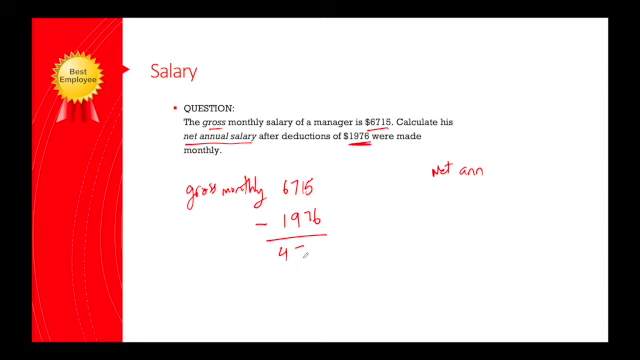 Best
Employee
Salary
QUESTION:
The gross monthly salary of a manager is $6715. Calculate his
net annual salary after deductions of $1976 were made
monthly.
net ann
gross monthly 6715
- 1976
4